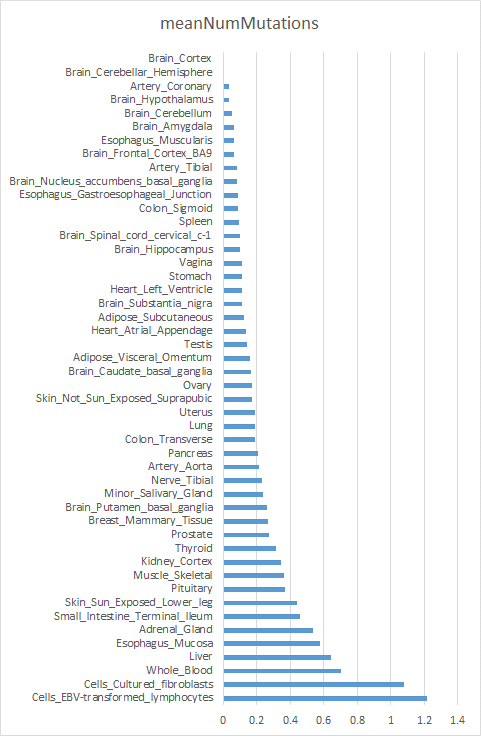 meanNumMutations
Brain_Cortex
Brain_Cerebellar_Hemisphere
Artery_Coronary
Brain_Hypothalamus
Brain_Cerebellum
Brain_Amygdala
Esophagus_Muscularis
Brain_Frontal_Cortex_BA9
Artery_Tibial
Brain_Nucleus_accumbens_basal_ganglia
Esophagus_Gastroesophageal_Junction
Colon_Sigmoid
Spleen
Brain_Spinal_cord_cervical_c-1
Brain_Hippocampus
Vagina
Stomach
Heart_Left_Ventricle
Brain_Substantia_nigra
Adipose_Subcutaneous
Heart_Atrial_Appendage
Testis
Adipose_Visceral_Omentum
Brain_Caudate_basal_ganglia
Ovary
Skin_Not_Sun_Exposed_Suprapubic
Uterus
Lung
Colon_Transverse
Pancreas
Artery_Aorta
Nerve_Tibial
Minor_Salivary_Gland
Brain_Putamen_basal_ganglia
Breast_Mammary_Tissue
Prostate
Thyroid
Kidney_Cortex
Muscle_Skeletal
Pituitary
Skin_Sun_Exposed_Lower_leg
Small_Intestine_Terminal_Ileum
Adrenal_Gland
Esophagus_Mucosa
Liver
Whole_Blood
Cells_Cultured_fibroblasts
Cells_EBV-transformed_lymphocytes
0 0.2 0.4 0.6 0.8 1 1.2 1.4